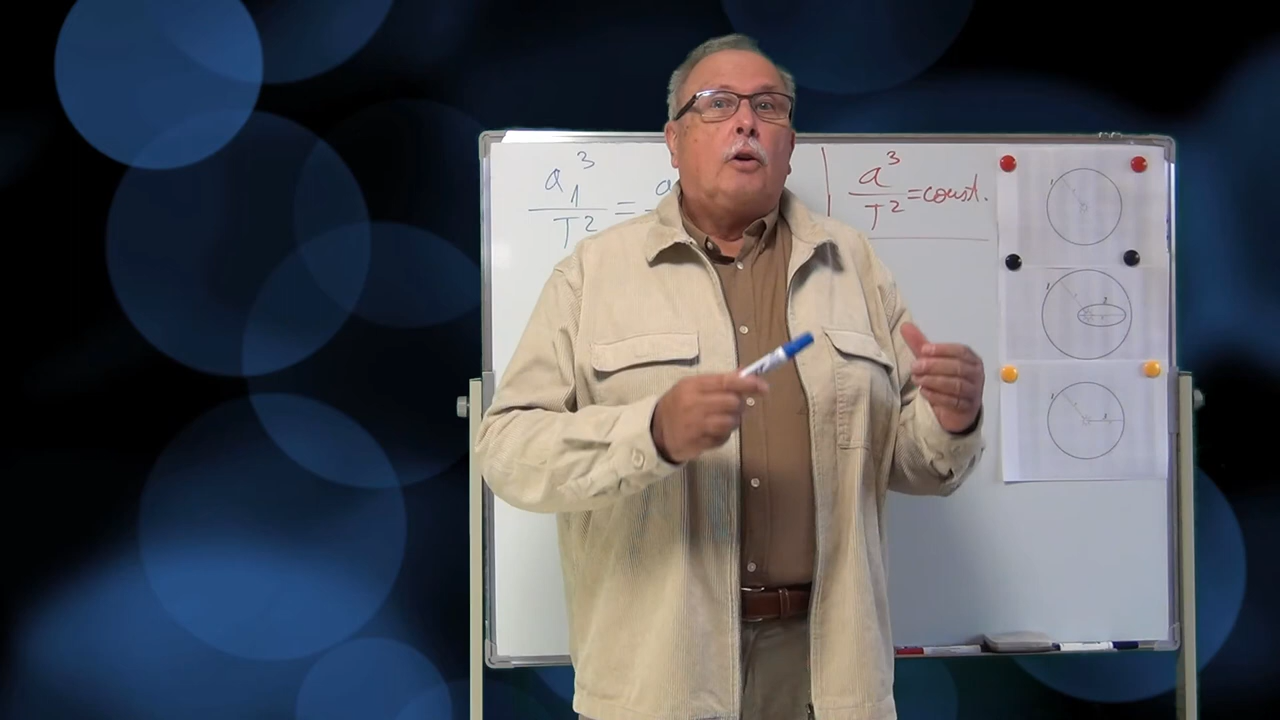 a₁³/T² = a
a³/T² = const.